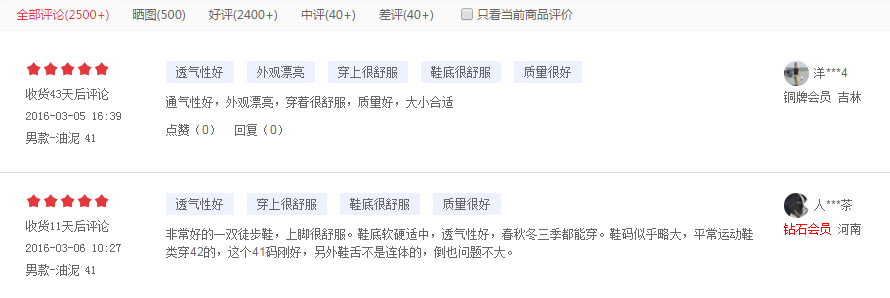 全部评论(2500+) 晒图(500) 好评(2400+) 中评(40+) 差评(40+) 只看当前商品评价
透气性好 外观漂亮 穿上很舒服 鞋底很舒服 质量很好 洋***4
收货43天后评论 通气性好，外观漂亮，穿着很舒服，质量好，大小合适 铜牌会员 吉林
2016-03-05 16:39 点赞（0） 回复（0）
男款-油泥 41
透气性好 穿上很舒服 鞋底很舒服 质量很好 人***茶
收货11天后评论 非常好的一双徒步鞋，上脚很舒服。鞋底软硬适中，透气性好，春秋冬三季都能穿。鞋码似乎略大，平常运动鞋 钻石会员 河南
2016-03-06 10:27 类穿42的，这个41码刚好，另外鞋舌不是连体的，倒也问题不大。
男款-油泥 41